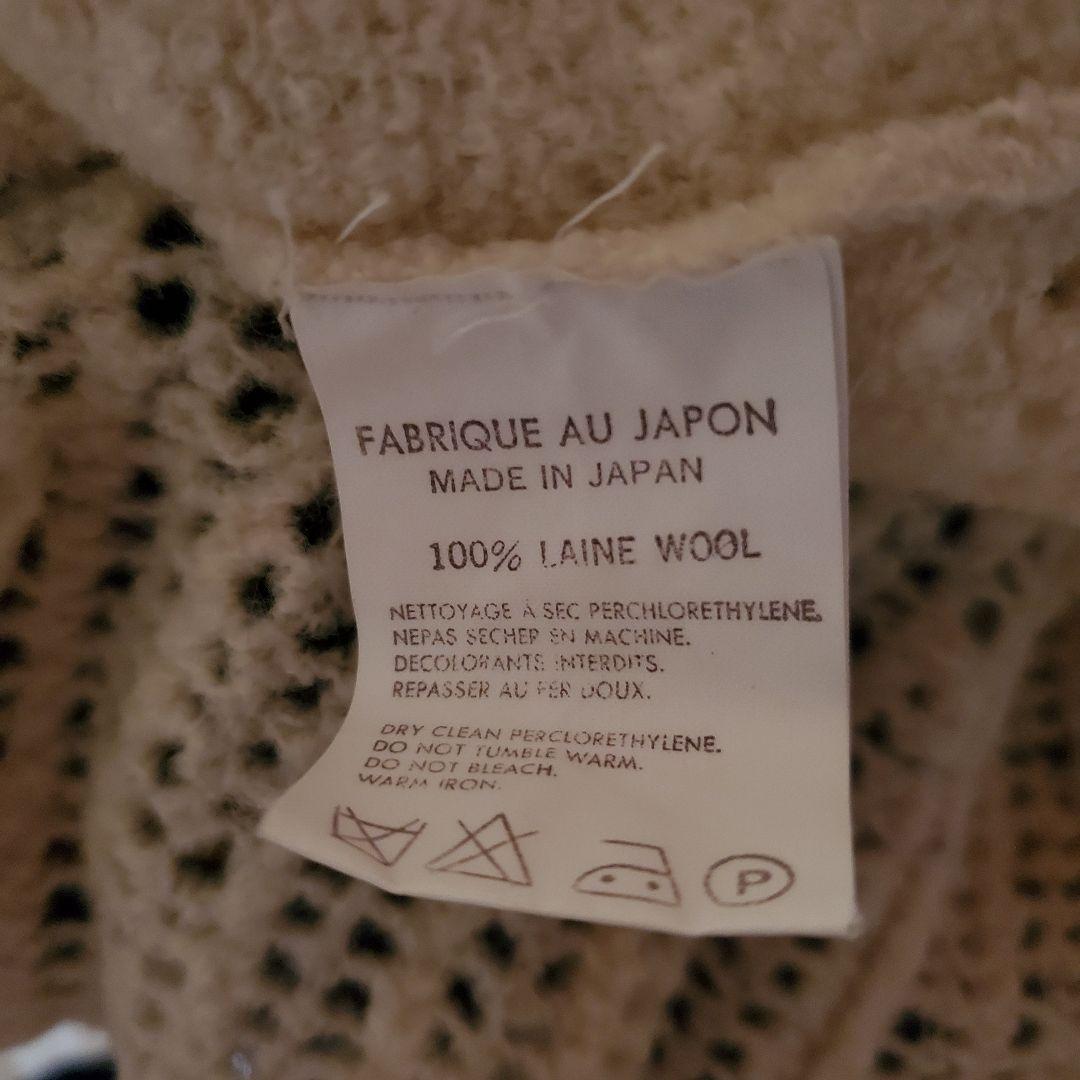 FABRIQUE AU JAPON
MADE IN JAPAN
100% LAINE WOOL
NETTOYAGE À SEC PERCHLORETHYLENE.
NEPAS SECHER EN MACHINE.
DECOLORANTS INTERDITS.
REPASSER AU FER DOUX.
DRY CLEAN PERCLORETHYLENE.
DO NOT TUMBLE WARM.
DO NOT BLEACH.
WARM IRON.
P